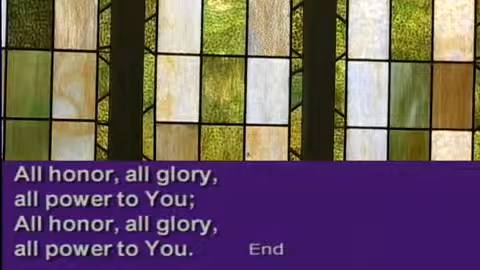 All honor, all glory,
all power to You;
All honor, all glory,
all power to You. End